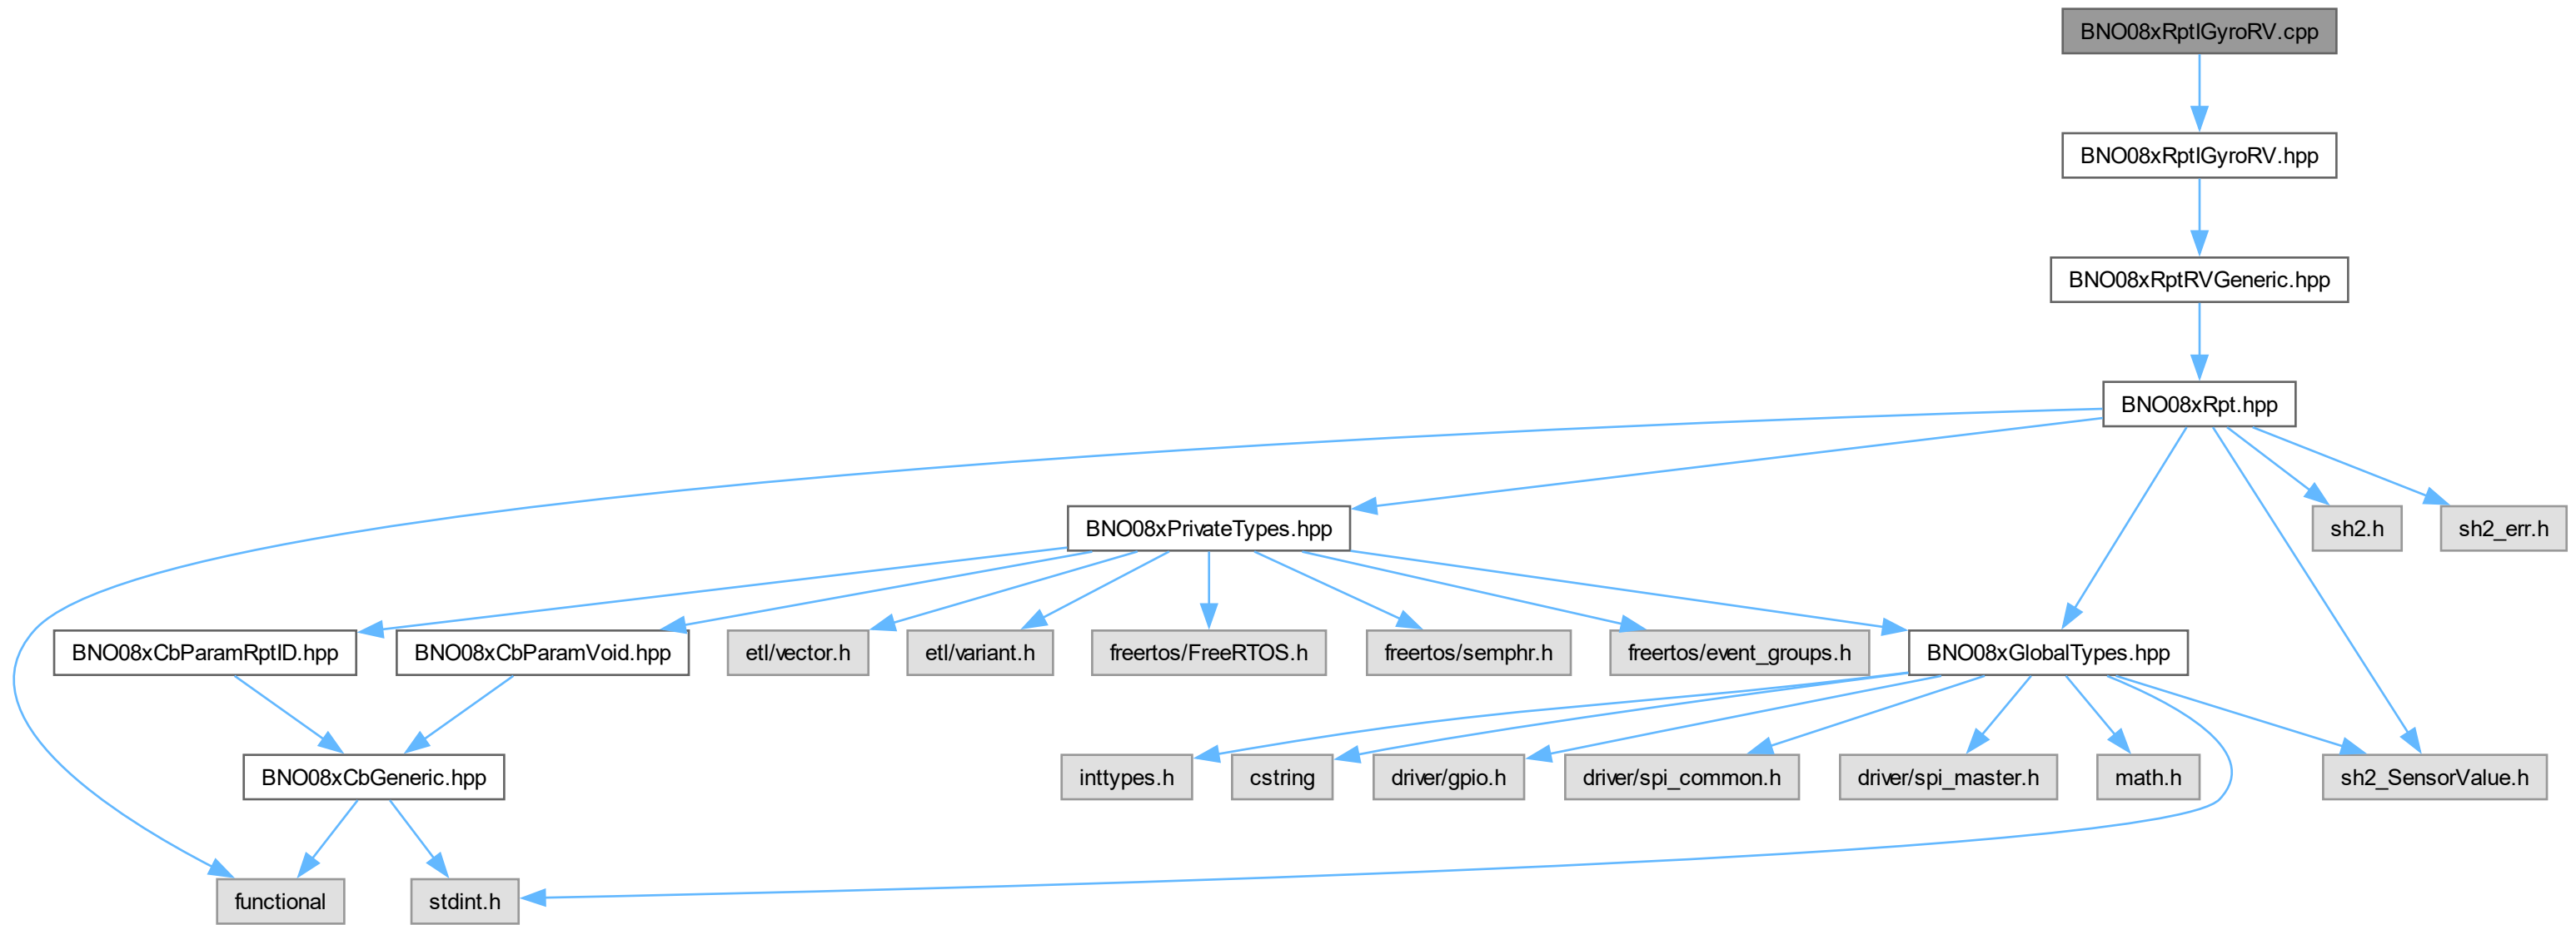 BNO08xRptIGyroRV.cpp
BNO08xRptIGyroRV.hpp
BNO08xRptRVGeneric.hpp
BNO08xRpt.hpp
BNO08xPrivateTypes.hpp
sh2.h
sh2_err.h
BNO08xCbParamRptID.hpp
BNO08xCbParamVoid.hpp
etl/vector.h
etl/variant.h
freertos/FreeRTOS.h
freertos/semphr.h
freertos/event_groups.h
BNO08xGlobalTypes.hpp
BNO08xCbGeneric.hpp
inttypes.h
cstring
driver/gpio.h
driver/spi_common.h
driver/spi_master.h
math.h
sh2_SensorValue.h
functional
stdint.h